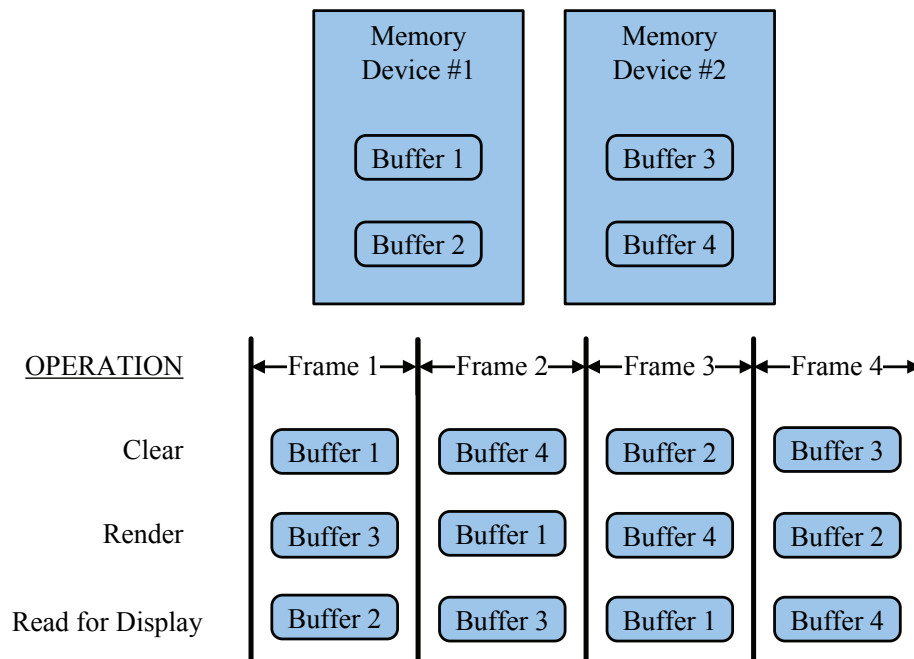 Memory
Device #1
Memory
Device #2
Buffer 1
Buffer 3
Buffer 2
Buffer 4
OPERATION
Frame 1
Frame 2
Frame 3
Frame 4
Clear
Buffer 1
Buffer 4
Buffer 2
Buffer 3
Render
Buffer 3
Buffer 1
Buffer 4
Buffer 2
Read for Display
Buffer 2
Buffer 3
Buffer 1
Buffer 4